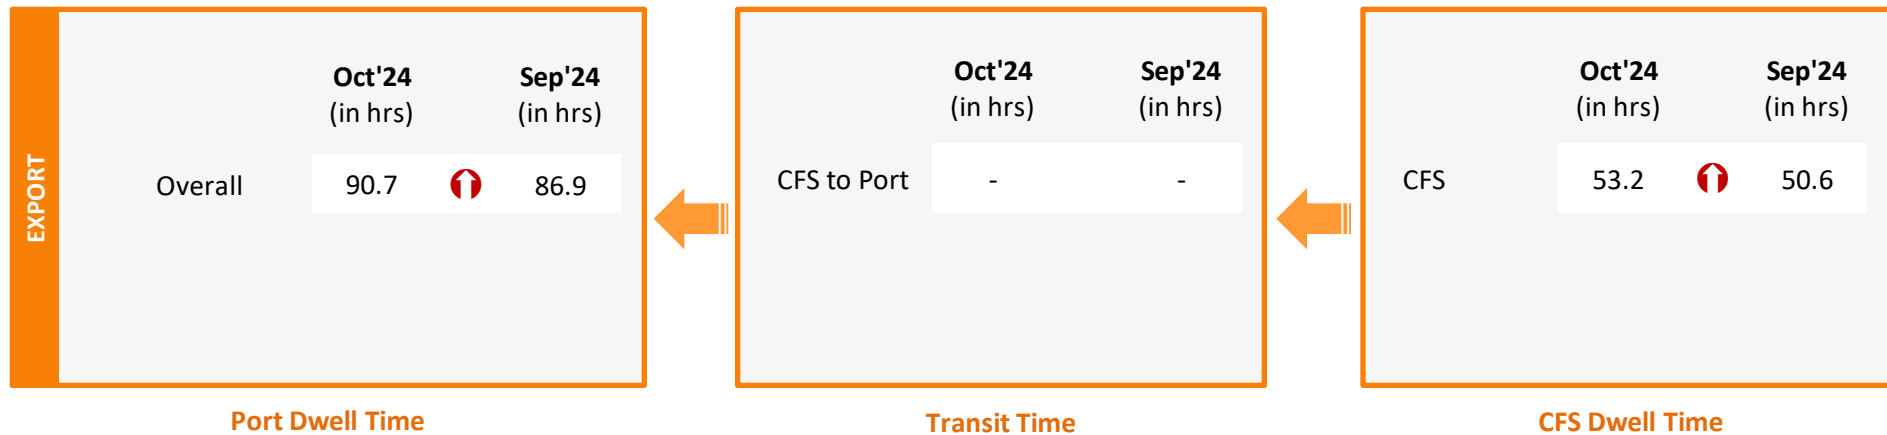 EXPORT
Oct'24 Sep'24
(in hrs) (in hrs)
Overall 90.7 86.9
Port Dwell Time
Oct'24 Sep'24
(in hrs) (in hrs)
CFS to Port - -
Transit Time
Oct'24 Sep'24
(in hrs) (in hrs)
CFS 53.2 50.6
CFS Dwell Time